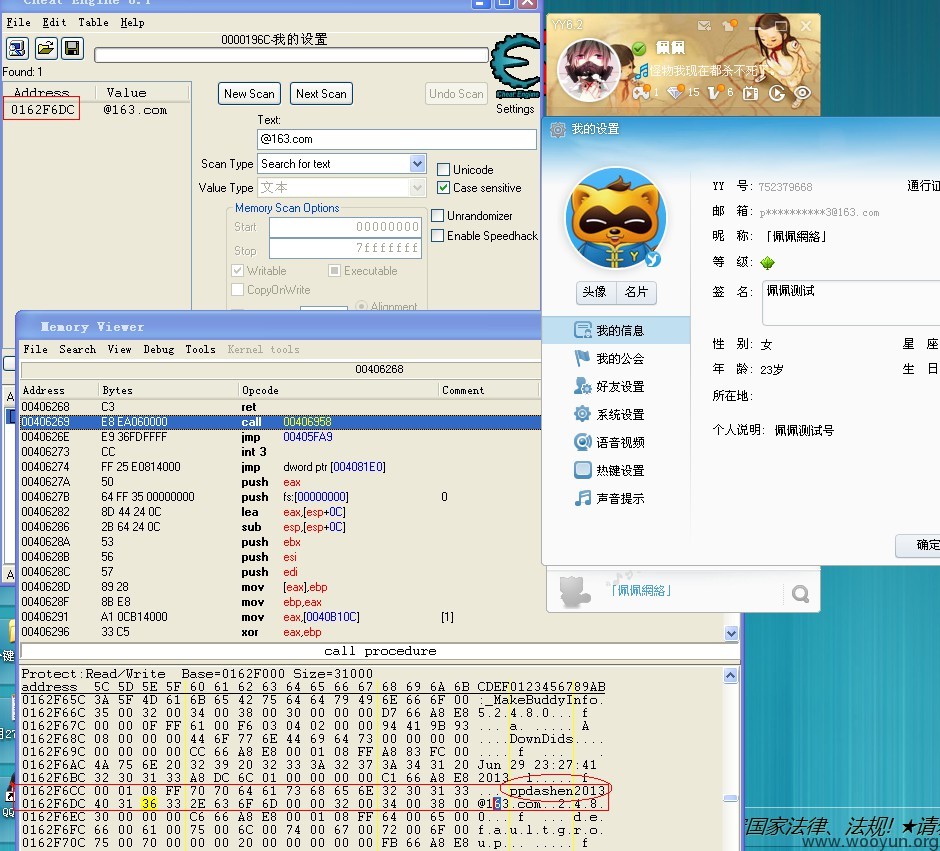 Cheat Engine 6.1
File Edit Table Help
0000196C-我的设置
Found: 1
Address Value
0162F6DC @163.com
New Scan Next Scan Undo Scan
Settings
Text:
@163.com
Scan Type Search for text
Unicode
Value Type 文本
Case sensitive
Memory Scan Options
Unrandomizer
Enable Speedhack
Start 00000000
Stop 7fffffff
Writable Executable
CopyOnWrite
Alignment
Memory Viewer
File Search View Debug Tools Kernel tools
00406268
Address Bytes Opcode Comment
00406268 C3 ret
00406269 E8 EA060000 call 00406958
0040626E E9 36FDFFFF jmp 00405FA9
00406273 CC int 3
00406274 FF 25 E0814000 jmp dword ptr [004081E0]
0040627A 50 push eax
0040627B 64 FF 35 00000000 push fs:[00000000] 0
00406282 8D 44 24 0C lea eax,[esp+0C]
00406286 2B 64 24 0C sub esp,[esp+0C]
0040628A 53 push ebx
0040628B 56 push esi
0040628C 57 push edi
0040628D 89 28 mov [eax],ebp
0040628F 8B E8 mov ebp,eax
00406291 A1 0CB14000 mov eax,[0040B10C] [1]
00406296 33 C5 xor eax,ebp
call procedure
Protect:Read/Write Base=0162F000 Size=31000
address 5C 5D 5E 5F 60 61 62 63 64 65 66 67 68 69 6A 6B CDEF0123456789AB
0162F65C 3A 5F 4D 61 6B 65 42 75 64 64 79 49 6E 66 6F 00 :_MakeBuddyInfo.
0162F66C 35 00 32 00 34 00 38 00 30 00 00 00 D7 66 A8 E8 5.2.4.8.0....f
0162F67C 00 00 0F FF 61 00 F6 03 04 02 00 00 94 41 9B 93 ....a........A
0162F68C 08 00 00 00 44 6F 77 6E 44 69 64 73 00 00 00 00 ....DownDids....
0162F69C 00 00 00 00 CC 66 A8 E8 00 01 08 FF A8 83 FC 00 .....f
0162F6AC 4A 75 6E 20 32 39 20 32 33 3A 32 37 3A 34 31 20 Jun 29 23:27:41
0162F6BC 32 30 31 33 A8 DC 6C 01 00 00 00 00 C1 66 A8 E8 2013 l......f
0162F6CC 00 01 08 FF 70 70 64 61 73 68 65 6E 32 30 31 33 ....ppdashen2013
0162F6DC 40 31 36 33 2E 63 6F 6D 00 00 32 00 34 00 38 00 @163.com..2.4.8.
0162F6EC 30 00 00 00 C6 66 A8 E8 00 01 08 FF 64 00 65 00 0....f......d.e.
0162F6FC 66 00 61 00 75 00 6C 00 74 00 67 00 72 00 6F 00 f.a.u.l.t.g.r.o.
0162F70C 75 00 70 00 00 00 00 00 00 00 00 00 FB 66 A8 E8 u.p..........f
YY6.2
怪物我现在都杀不死了
1 15 6
我的设置
YY 号: 752379668 通行证
邮 箱: p**********3@163.com
昵 称: 「佩佩網絡」
等 级:
头像 名片
签 名: 佩佩测试
我的信息
我的公会
好友设置
系统设置
语音视频
热键设置
声音提示
性 别: 女 星 座
年 龄: 23岁 生 日
所在地:
个人说明: 佩佩测试号
确定
「佩佩網絡」
国家法律、法规! ★请
www.wooyun.org